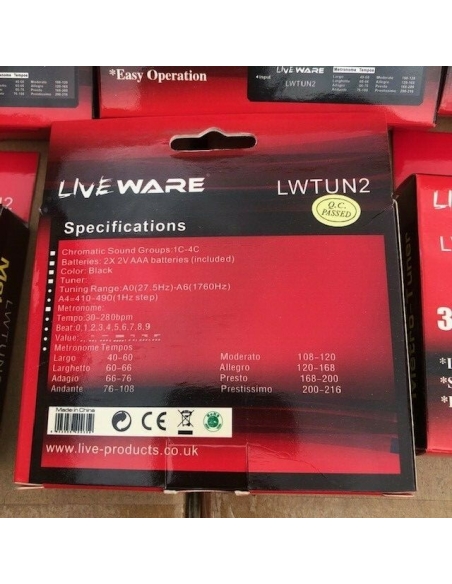 *Easy Operation
LIVE WARE
LWTUN2
LIVE WARE
LWTUN2
Q.C.
PASSED
Specifications
Chromatic Sound Groups:1C-4C
Batteries: 2X 2V AAA batteries (included)
Color: Black
Tuner:
Tuning Range:A0(27.5Hz)-A6(1760Hz)
A4=410-490(1Hz step)
Metronome:
Tempo:30-280bpm
Beat:0,1,2,3,4,5,6,7,8,9
Value:
Metronome Tempos
Largo 40-60 Moderato 108-120
Larghetto 60-66 Allegro 120-168
Adagio 66-76 Presto 168-200
Andante 76-108 Prestissimo 200-216
Made in China
CE
www.live-products.co.uk
Metro-Tuner